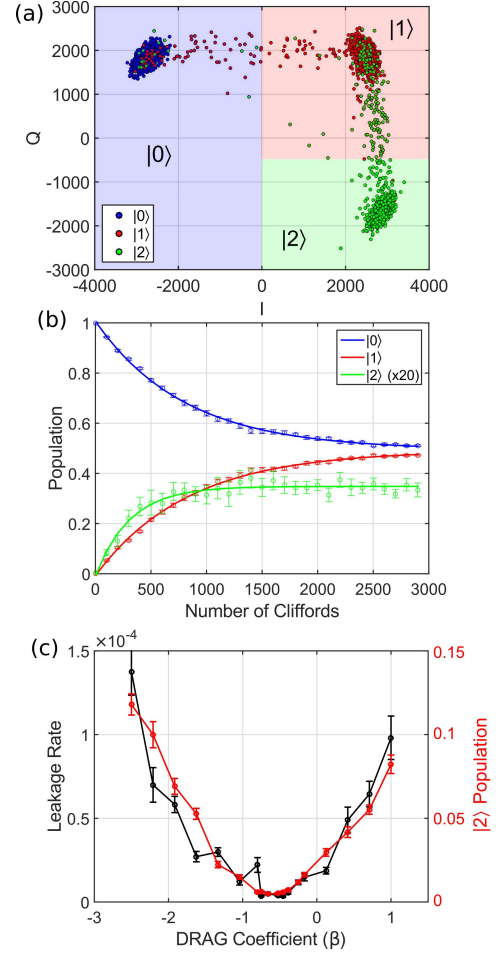 (a)
3000
2000
1000
0
-1000
-2000
-3000
Q
|0⟩
|1⟩
|2⟩
|0⟩
|1⟩
|2⟩
-4000 -2000 0 2000 4000
I
(b)
1
0.8
0.6
0.4
0.2
0
Population
|0⟩
|1⟩
|2⟩ (x20)
0 500 1000 1500 2000 2500 3000
Number of Cliffords
(c)
×10⁻⁴
1.5
1
0.5
0
Leakage Rate
0.15
0.1
0.05
0
|2⟩ Population
-3 -2 -1 0 1
DRAG Coefficient (β)